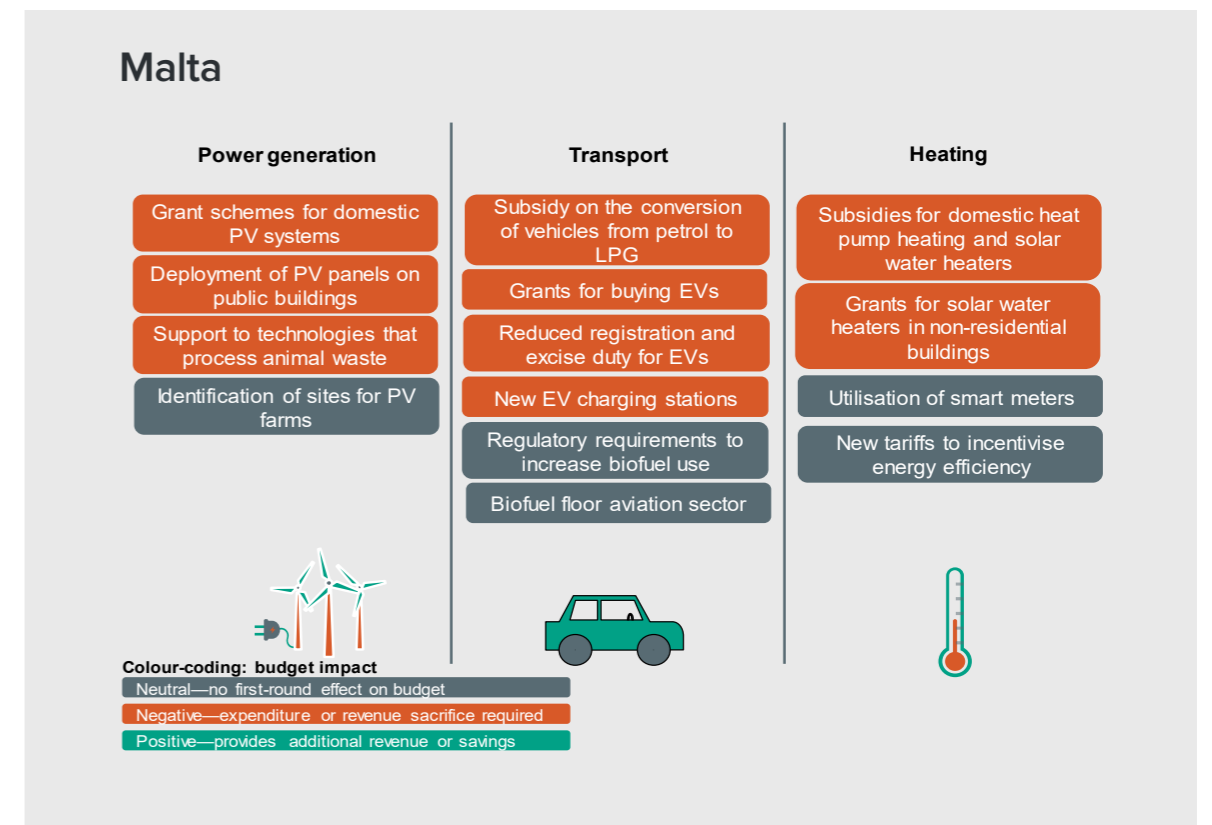 Malta
Power generation
Grant schemes for domestic
PV systems
Deployment of PV panels on
public buildings
Support to technologies that
process animal waste
Identification of sites for PV
farms
Transport
Subsidy on the conversion
of vehicles from petrol to
LPG
Grants for buying EVs
Reduced registration and
excise duty for EVs
New EV charging stations
Regulatory requirements to
increase biofuel use
Biofuel floor aviation sector
Heating
Subsidies for domestic heat
pump heating and solar
water heaters
Grants for solar water
heaters in non-residential
buildings
Utilisation of smart meters
New tariffs to incentivise
energy efficiency
Colour-coding: budget impact
Neutral—no first-round effect on budget
Negative—expenditure or revenue sacrifice required
Positive—provides additional revenue or savings